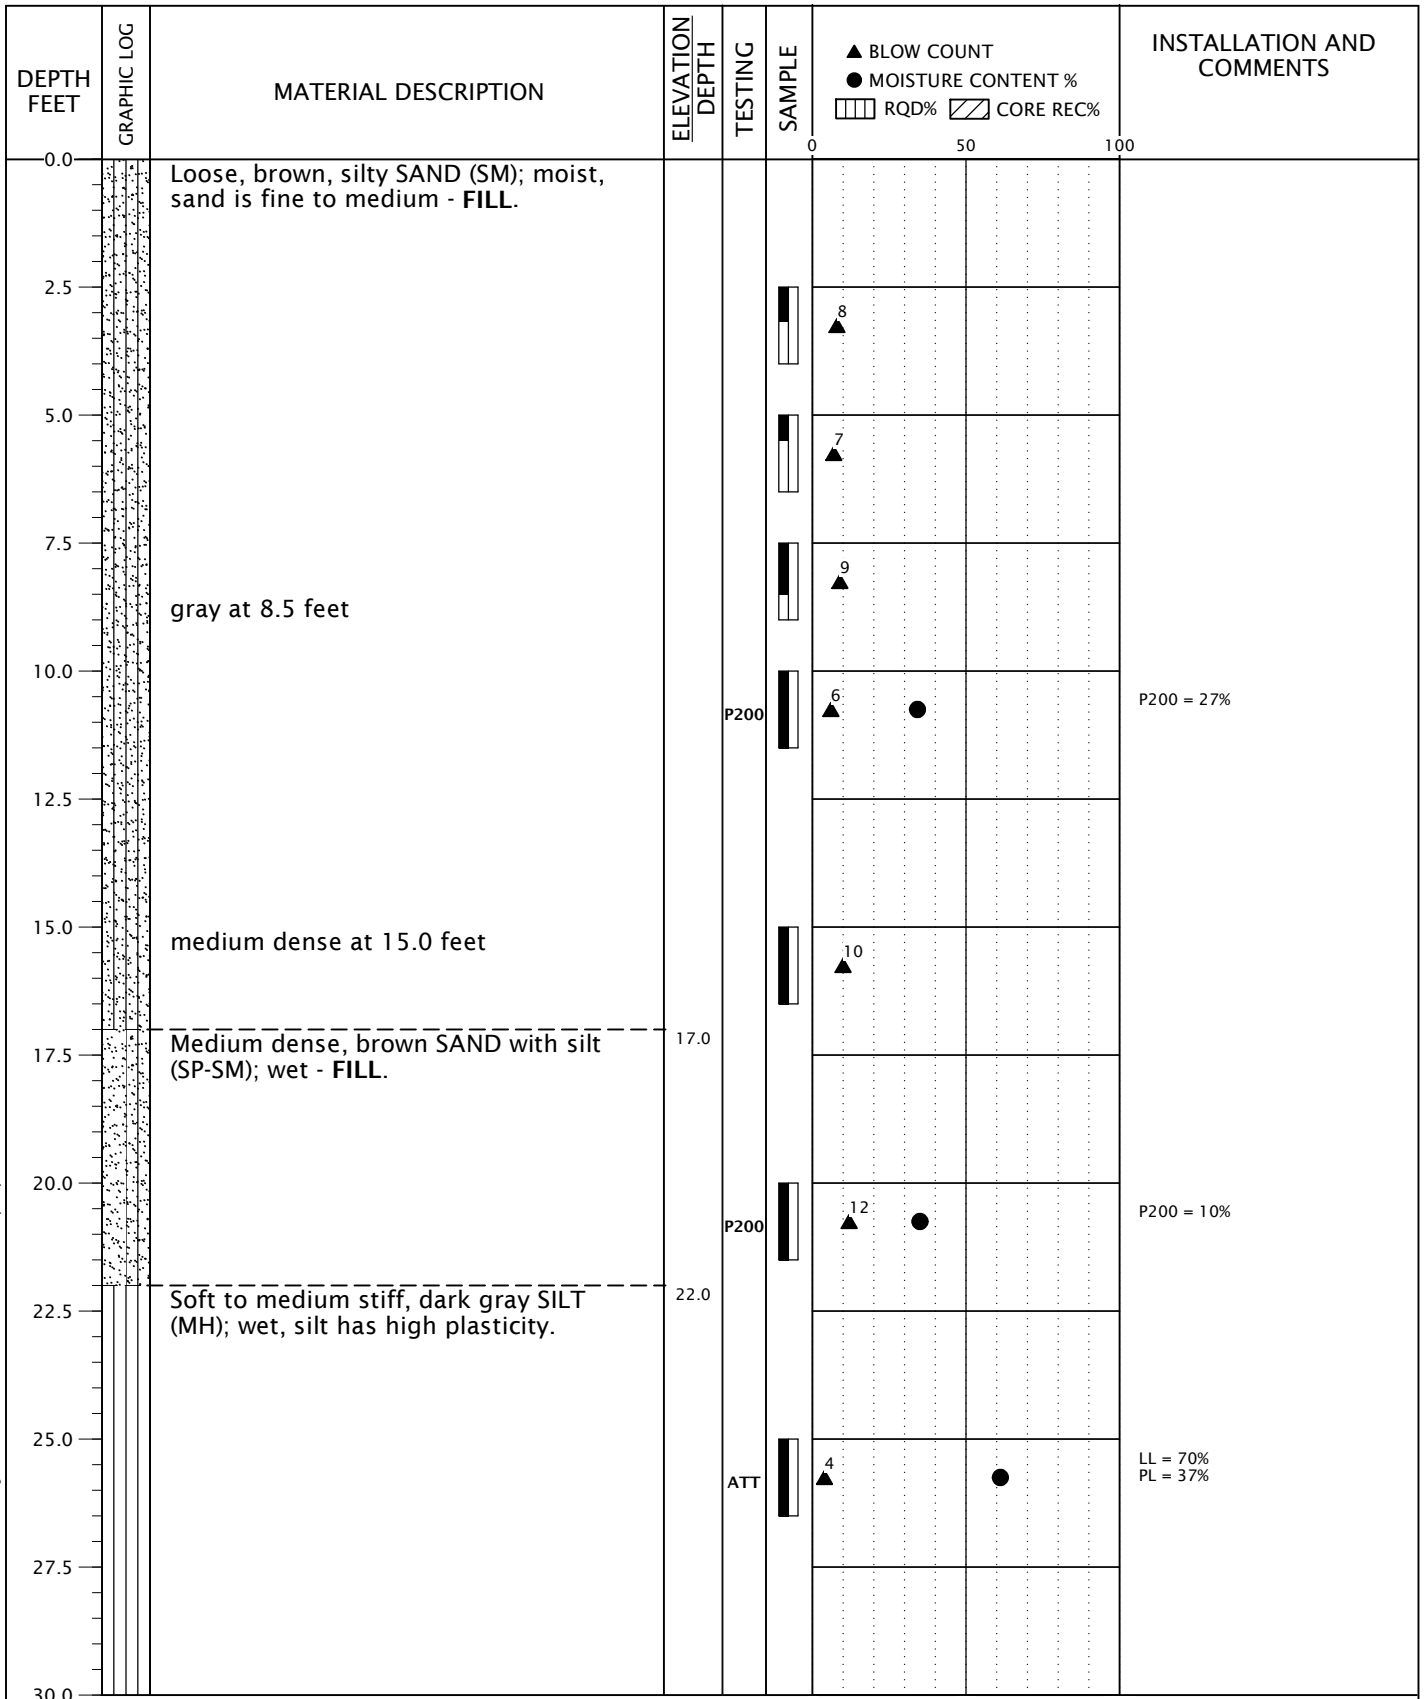 DEPTH
FEET
GRAPHIC LOG
MATERIAL DESCRIPTION
ELEVATION
DEPTH
TESTING
SAMPLE
▲ BLOW COUNT
● MOISTURE CONTENT %
RQD% CORE REC%
INSTALLATION AND
COMMENTS
0 50 100
0.0
Loose, brown, silty SAND (SM); moist,
sand is fine to medium - FILL.
2.5
8
5.0
7
7.5
9
gray at 8.5 feet
10.0
P200
6
P200 = 27%
12.5
15.0
medium dense at 15.0 feet
10
17.0
Medium dense, brown SAND with silt
(SP-SM); wet - FILL.
17.5
20.0
P200
12
P200 = 10%
22.0
Soft to medium stiff, dark gray SILT
(MH); wet, silt has high plasticity.
22.5
25.0
ATT
4
LL = 70%
PL = 37%
27.5
30.0